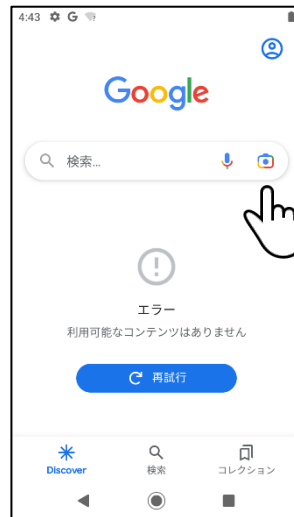 4:43 G
Google
検索...
エラー
利用可能なコンテンツはありません
再試行
Discover
検索
コレクション